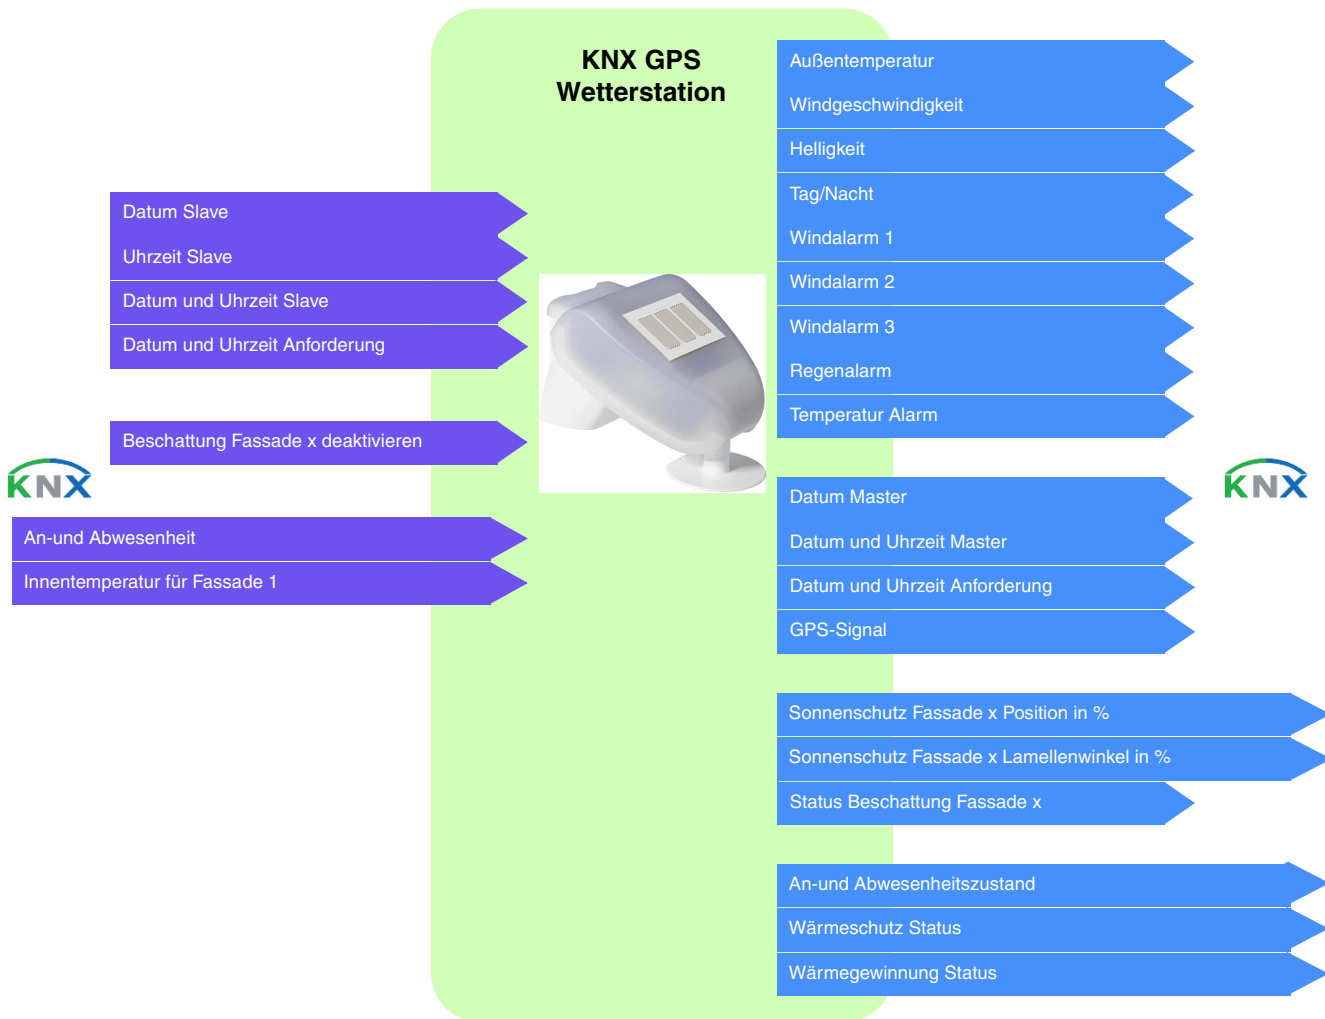 KNX GPS
Wetterstation
Datum Slave
Uhrzeit Slave
Datum und Uhrzeit Slave
Datum und Uhrzeit Anforderung
Beschattung Fassade x deaktivieren
KNX
An-und Abwesenheit
Innentemperatur für Fassade 1
Außentemperatur
Windgeschwindigkeit
Helligkeit
Tag/Nacht
Windalarm 1
Windalarm 2
Windalarm 3
Regenalarm
Temperatur Alarm
KNX
Datum Master
Datum und Uhrzeit Master
Datum und Uhrzeit Anforderung
GPS-Signal
Sonnenschutz Fassade x Position in %
Sonnenschutz Fassade x Lamellenwinkel in %
Status Beschattung Fassade x
An-und Abwesenheitszustand
Wärmeschutz Status
Wärmegewinnung Status